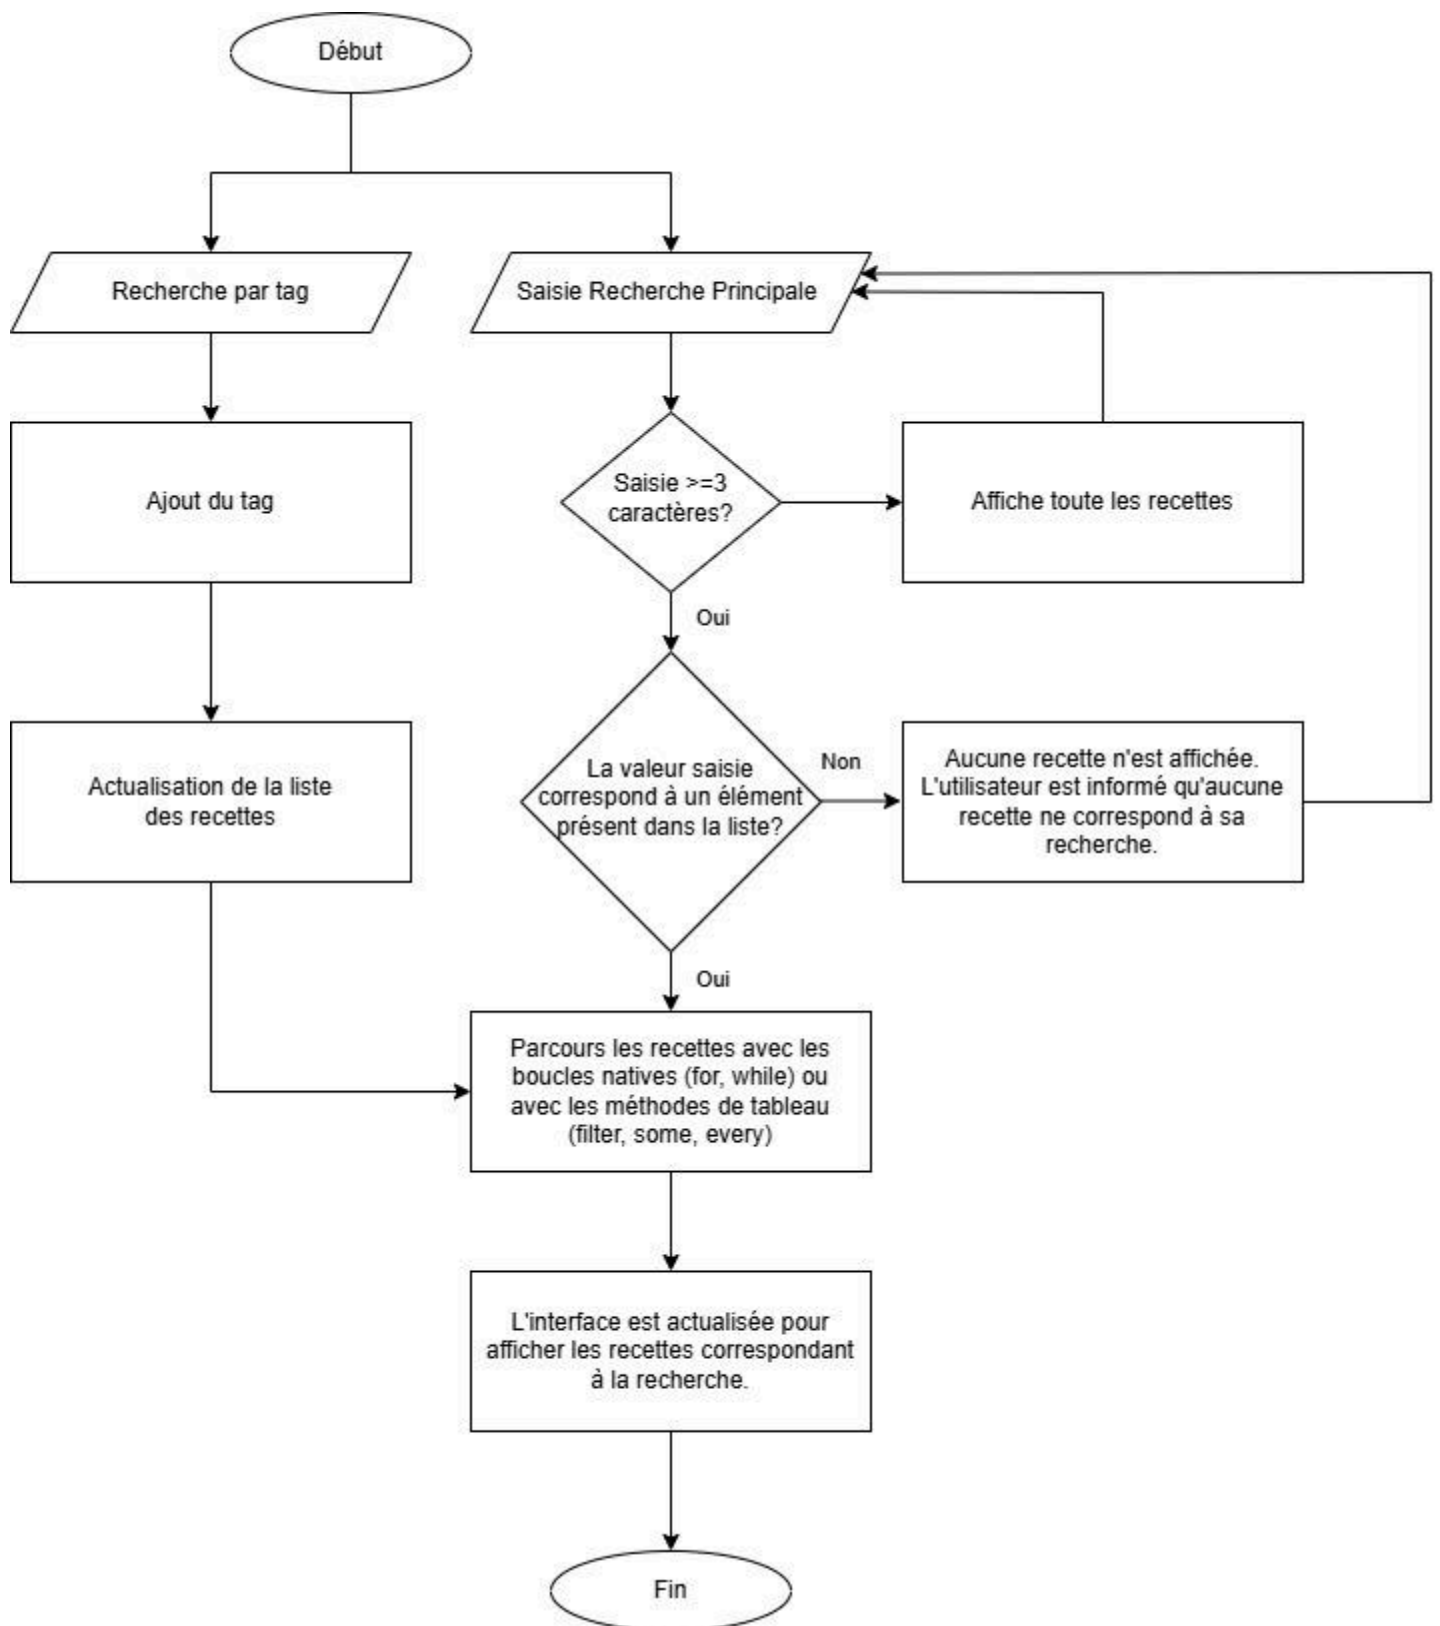 Début
Recherche par tag
Saisie Recherche Principale
Ajout du tag
Saisie >=3
caractères?
Affiche toute les recettes
Oui
Actualisation de la liste
des recettes
La valeur saisie
correspond à un élément
présent dans la liste?
Non
Aucune recette n'est affichée.
L'utilisateur est informé qu'aucune
recette ne correspond à sa
recherche.
Oui
Parcours les recettes avec les
boucles natives (for, while) ou
avec les méthodes de tableau
(filter, some, every)
L'interface est actualisée pour
afficher les recettes correspondant
à la recherche.
Fin